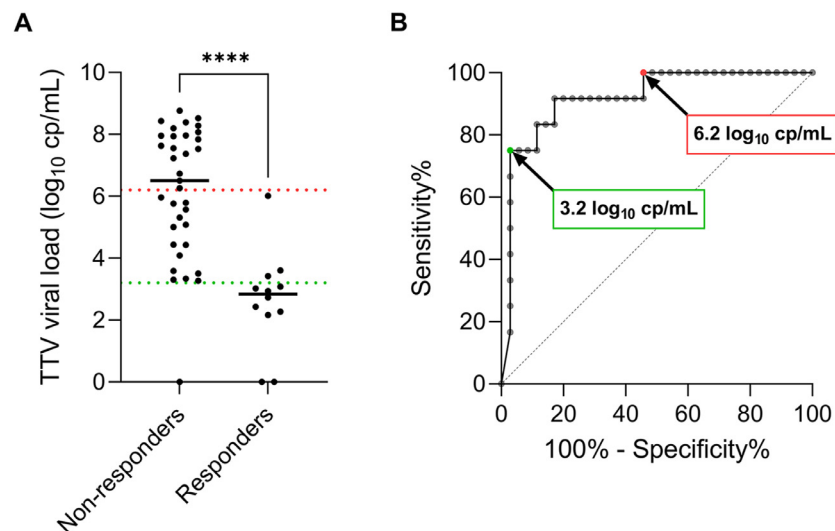 A
****
TTV viral load (log10 cp/mL)
10
8
6
4
2
0
Non-responders
Responders
B
Sensitivity%
100
80
60
40
20
0
6.2 log10 cp/mL
3.2 log10 cp/mL
0 20 40 60 80 100
100% - Specificity%